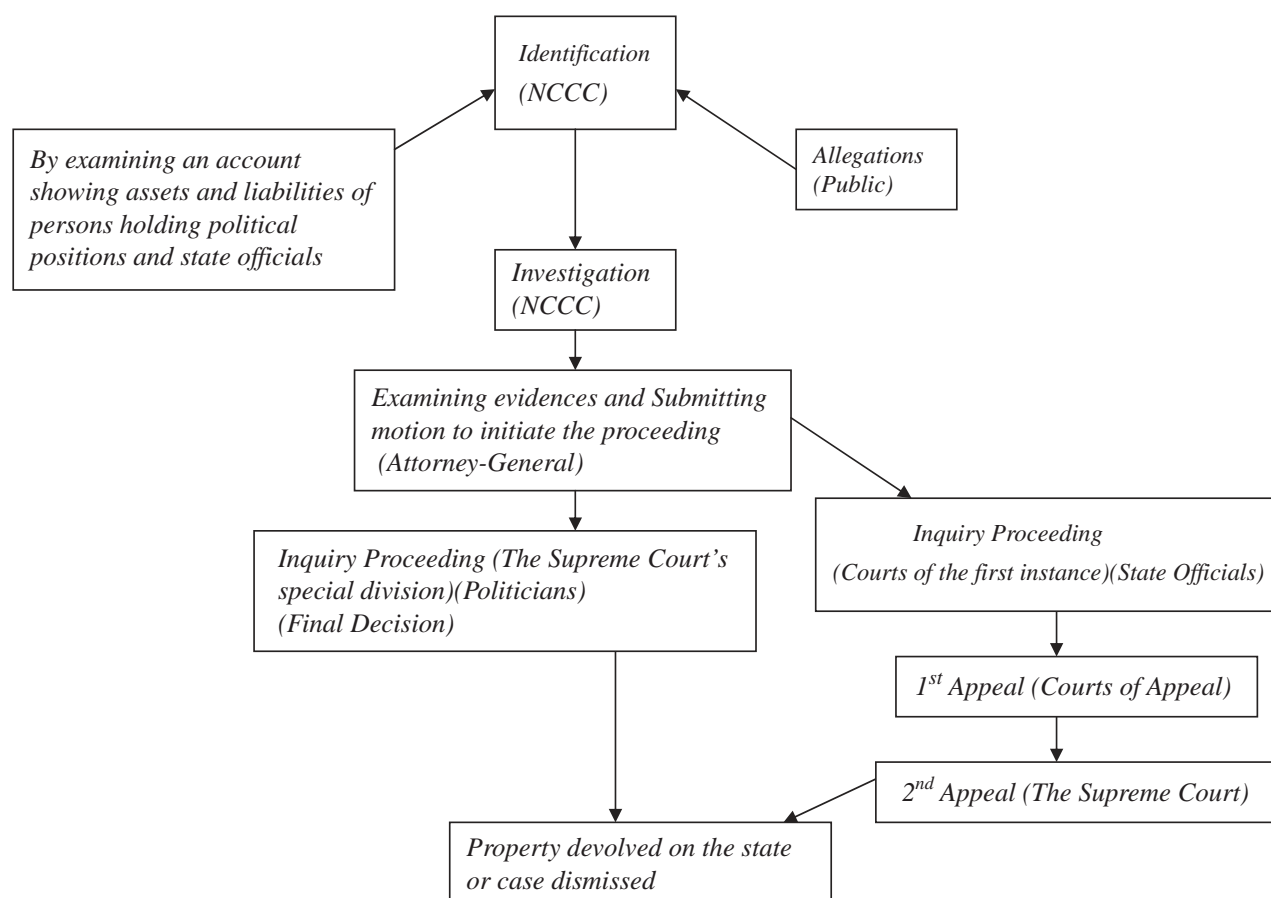 Identification
(NCCC)
By examining an account
showing assets and liabilities of
persons holding political
positions and state officials
Allegations
(Public)
Investigation
(NCCC)
Examining evidences and Submitting
motion to initiate the proceeding
(Attorney-General)
Inquiry Proceeding (The Supreme Court’s
special division)(Politicians)
(Final Decision)
Inquiry Proceeding
(Courts of the first instance)(State Officials)
1st Appeal (Courts of Appeal)
2nd Appeal (The Supreme Court)
Property devolved on the state
or case dismissed